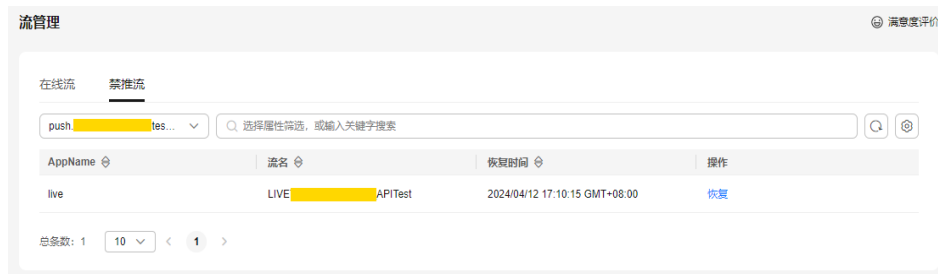 流管理
满意度评价
在线流 禁推流
push. tes...
选择属性筛选，或输入关键字搜索
AppName 流名 恢复时间 操作
live LIVE APITest 2024/04/12 17:10:15 GMT+08:00 恢复
总条数：1 10 < 1 >